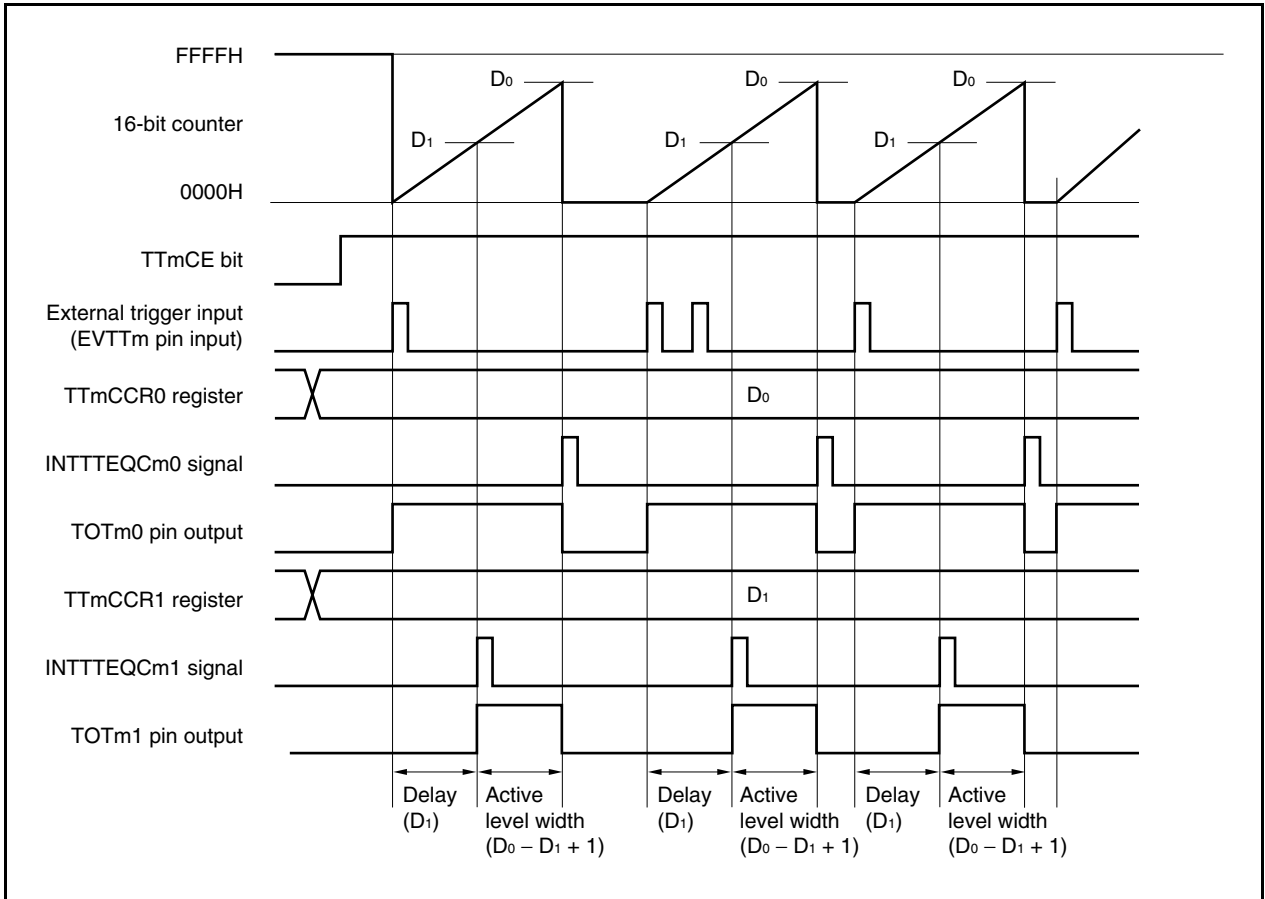 FFFFH
D₀ D₀ D₀
16-bit counter
D₁ D₁ D₁
0000H
TTmCE bit
External trigger input
(EVTTm pin input)
TTmCCR0 register
D₀
INTTTEQCm0 signal
TOTm0 pin output
TTmCCR1 register
D₁
INTTTEQCm1 signal
TOTm1 pin output
Delay
(D₁)
Active
level width
(D₀ – D₁ + 1)
Delay
(D₁)
Active
level width
(D₀ – D₁ + 1)
Delay
(D₁)
Active
level width
(D₀ – D₁ + 1)